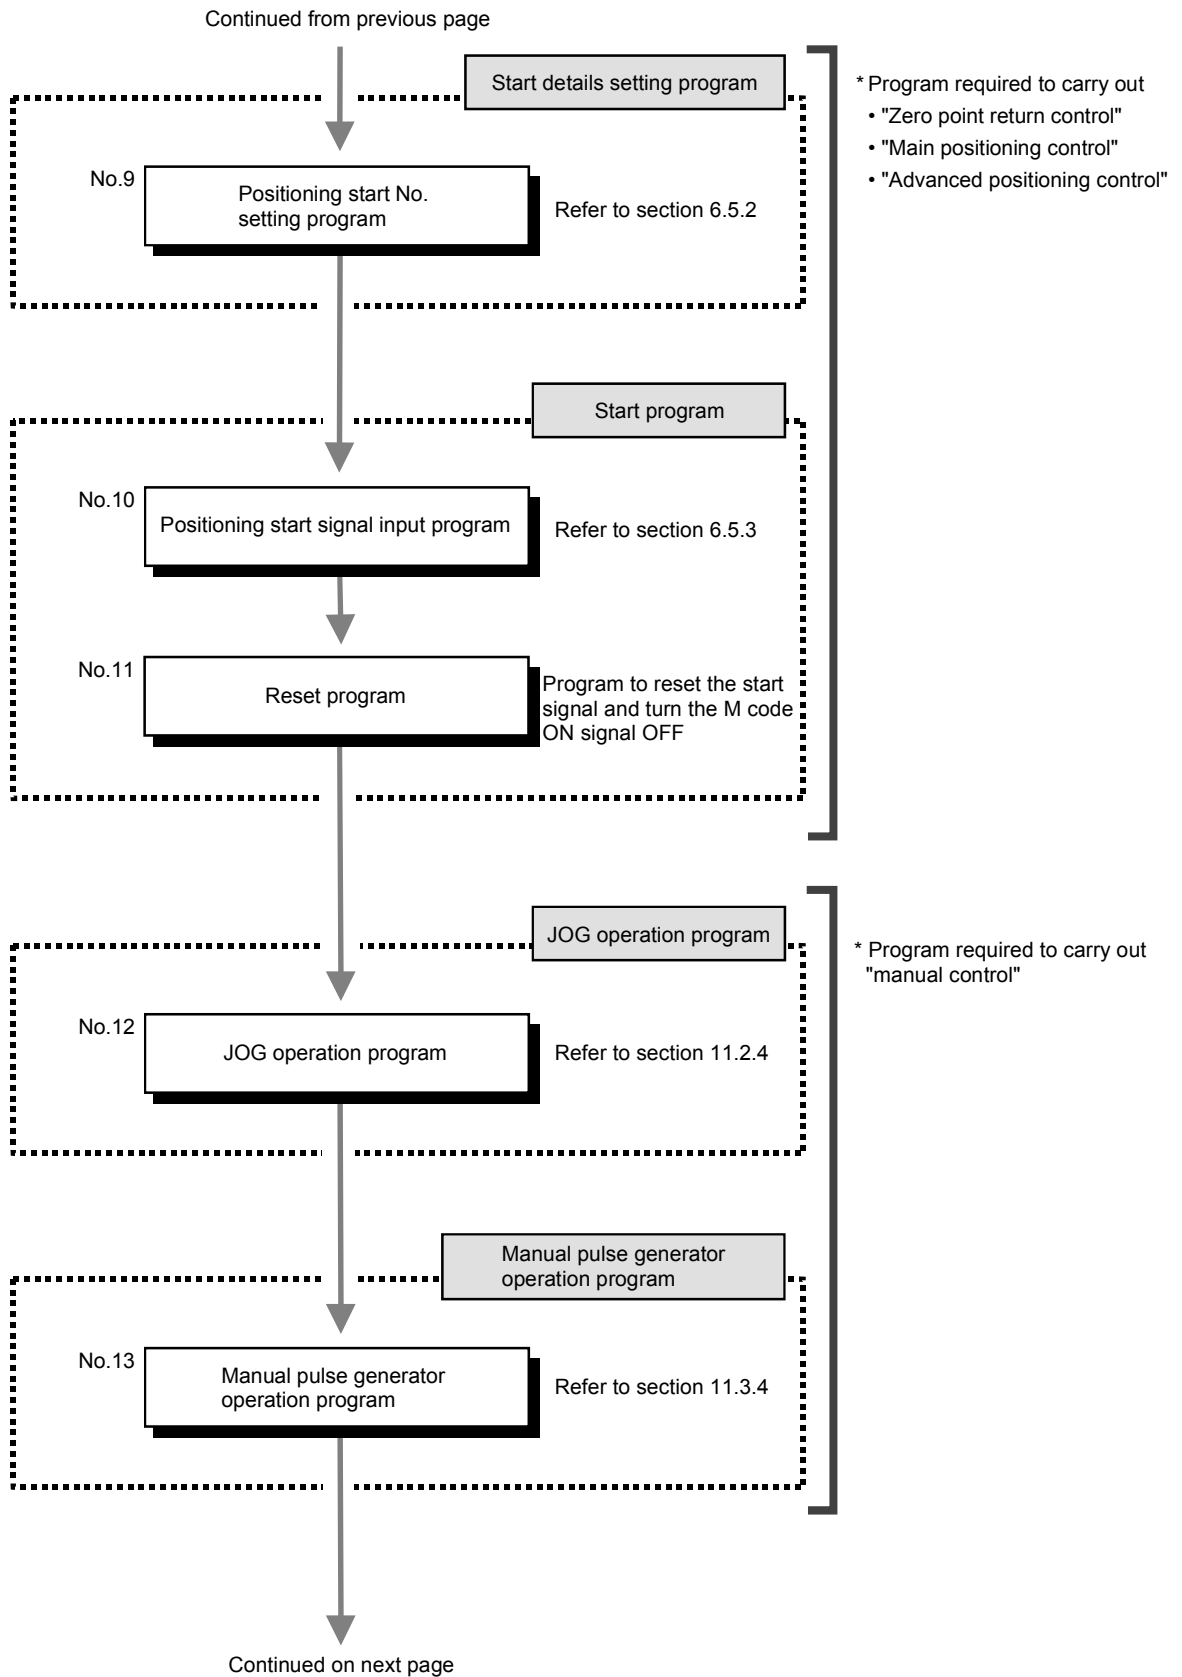 Continued from previous page
Start details setting program
* Program required to carry out
• "Zero point return control"
• "Main positioning control"
• "Advanced positioning control"
No.9
Positioning start No.
setting program
Refer to section 6.5.2
Start program
No.10
Positioning start signal input program
Refer to section 6.5.3
No.11
Reset program
Program to reset the start
signal and turn the M code
ON signal OFF
JOG operation program
* Program required to carry out
"manual control"
No.12
JOG operation program
Refer to section 11.2.4
Manual pulse generator
operation program
No.13
Manual pulse generator
operation program
Refer to section 11.3.4
Continued on next page